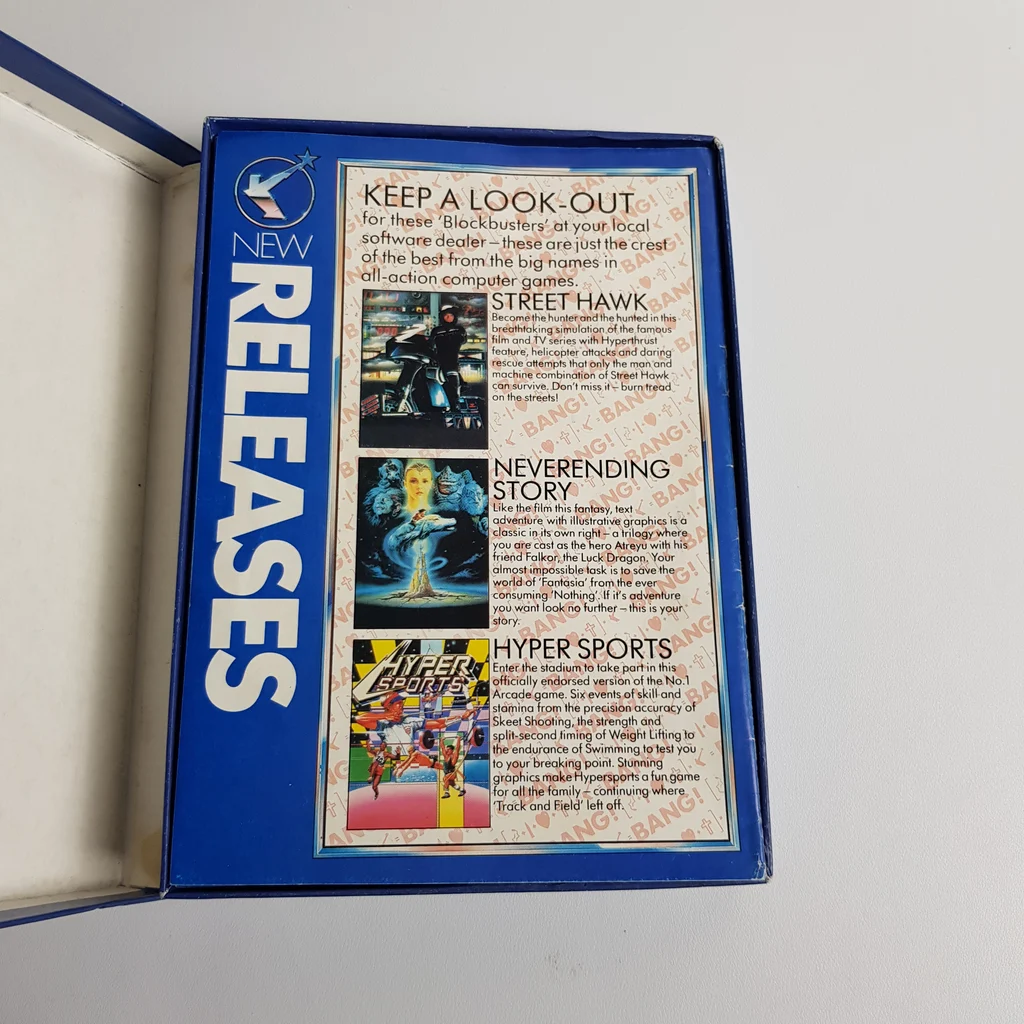 NEW
RELEASES
KEEP A LOOK-OUT
for these 'Blockbusters' at your local
software dealer – these are just the crest
of the best from the big names in
all-action computer games.
STREET HAWK
Become the hunter and the hunted in this
breathtaking simulation of the famous
film and TV series with Hyperthrust
feature, helicopter attacks and daring
rescue attempts that only the man and
machine combination of Street Hawk
can survive. Don't miss it – burn tread
on the streets!
NEVERENDING
STORY
Like the film this fantasy, text
adventure with illustrative graphics is a
classic in its own right – a trilogy where
you are cast as the hero Atreyu with his
friend Falkor, the Luck Dragon. Your
almost impossible task is to save the
world of 'Fantasia' from the ever
consuming 'Nothing'. If it's adventure
you want look no further – this is your
story.
HYPER
SPORTS
HYPER SPORTS
Enter the stadium to take part in this
officially endorsed version of the No.1
Arcade game. Six events of skill and
stamina from the precision accuracy of
Skeet Shooting, the strength and
split-second timing of Weight Lifting to
the endurance of Swimming to test you
to your breaking point. Stunning
graphics make Hypersports a fun game
for all the family – continuing where
'Track and Field' left off.
BANG!